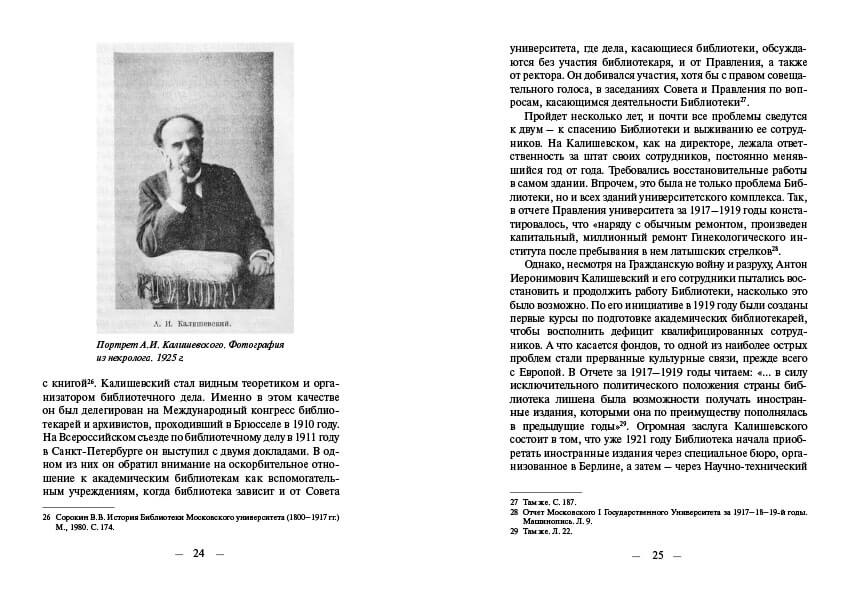 А. И. Калишевский.
Портрет А.И. Калишевского. Фотография
из некролога. 1925 г.
с книгой26. Калишевский стал видным теоретиком и орга-
низатором библиотечного дела. Именно в этом качестве
он был делегирован на Международный конгресс библио-
текарей и архивистов, проходивший в Брюсселе в 1910 году.
На Всероссийском съезде по библиотечному делу в 1911 году
в Санкт-Петербурге он выступил с двумя докладами. В од-
ном из них он обратил внимание на оскорбительное отно-
шение к академическим библиотекам как вспомогатель-
ным учреждениям, когда библиотека зависит и от Совета
26 Сорокин В.В. История Библиотеки Московского университета (1800–1917 гг.)
М., 1980. С. 174.
— 24 —
университета, где дела, касающиеся библиотеки, обсужда-
ются без участия библиотекаря, и от Правления, а также
от ректора. Он добивался участия, хотя бы с правом совеща-
тельного голоса, в заседаниях Совета и Правления по воп-
росам, касающимся деятельности Библиотеки27.
Пройдет несколько лет, и почти все проблемы сведутся
к двум – к спасению Библиотеки и выживанию ее сотруд-
ников. На Калишевском, как на директоре, лежала ответ-
ственность за штат своих сотрудников, постоянно меняв-
шийся год от года. Требовались восстановительные работы
в самом здании. Впрочем, это была не только проблема Биб-
лиотеки, но и всех зданий университетского комплекса. Так,
в отчете Правления университета за 1917–1919 годы конста-
тировалось, что «наряду с обычным ремонтом, произведен
капитальный, миллионный ремонт Гинекологического ин-
ститута после пребывания в нем латышских стрелков28.
Однако, несмотря на Гражданскую войну и разруху, Антон
Иеронимович Калишевский и его сотрудники пытались вос-
становить и продолжить работу Библиотеки, насколько это
было возможно. По его инициативе в 1919 году были созданы
первые курсы по подготовке академических библиотекарей,
чтобы восполнить дефицит квалифицированных сотруд-
ников. А что касается фондов, то одной из наиболее острых
проблем стали прерванные культурные связи, прежде всего
с Европой. В Отчете за 1917–1919 годы читаем: «... в силу
исключительного политического положения страны биб-
лиотека лишена была возможности получать иностран-
ные издания, которыми она по преимуществу пополнялась
в предыдущие годы»29. Огромная заслуга Калишевского
состоит в том, что уже 1921 году Библиотека начала приоб-
ретать иностранные издания через специальное бюро, орга-
низованное в Берлине, а затем – через Научно-технический
27 Там же. С. 187.
28 Отчет Московского I Государственного Университета за 1917–18–19-й годы.
Машинопись. Л. 9.
29 Там же. Л. 22.
— 25 —